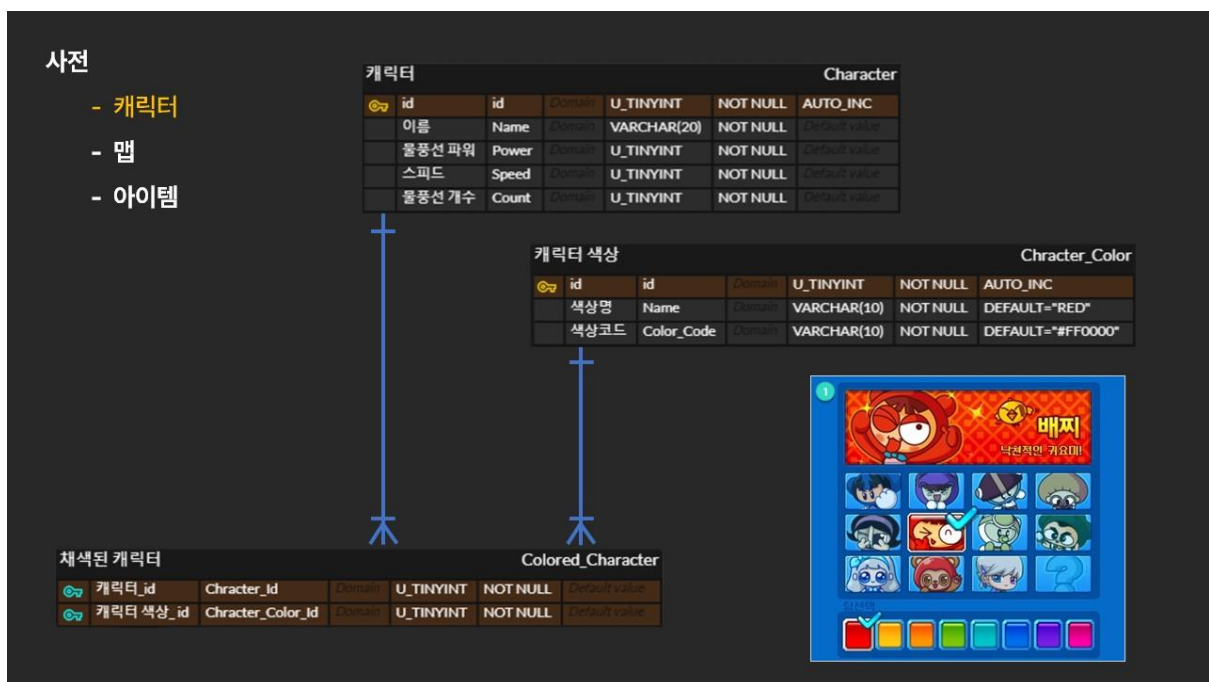 사전
- 캐릭터
- 맵
- 아이템
캐릭터 Character
id id Domain U_TINYINT NOT NULL AUTO_INC
이름 Name Domain VARCHAR(20) NOT NULL Default value
물풍선 파워 Power Domain U_TINYINT NOT NULL Default value
스피드 Speed Domain U_TINYINT NOT NULL Default value
물풍선 개수 Count Domain U_TINYINT NOT NULL Default value
캐릭터 색상 Chracter_Color
id id Domain U_TINYINT NOT NULL AUTO_INC
색상명 Name Domain VARCHAR(10) NOT NULL DEFAULT="RED"
색상코드 Color_Code Domain VARCHAR(10) NOT NULL DEFAULT="#FF0000"
1
배찌
낙천적인 귀요미!
팀선택
채색된 캐릭터 Colored_Character
캐릭터_id Chracter_Id Domain U_TINYINT NOT NULL Default value
캐릭터 색상_id Chracter_Color_Id Domain U_TINYINT NOT NULL Default value